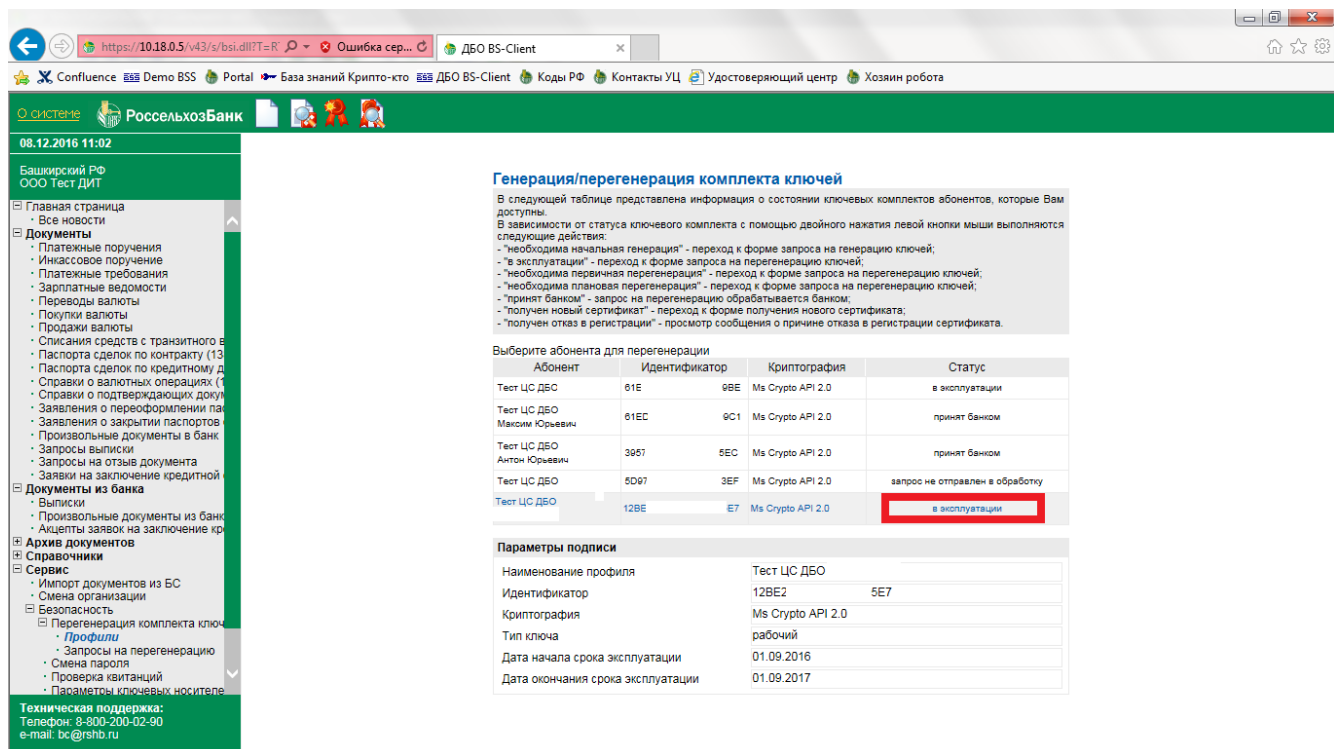 https://10.18.0.5/v43/s/bsi.dll?T=R
Ошибка сер...
ДБО BS-Client
Confluence BSS Demo BSS Portal База знаний Крипто-кто BSS ДБО BS-Client Коды РФ Контакты УЦ Удостоверяющий центр Хозяин робота
О системе РоссельхозБанк
08.12.2016 11:02
Башкирский РФ
ООО Тест ДИТ
Главная страница
Все новости
Документы
Платежные поручения
Инкассовое поручение
Платежные требования
Зарплатные ведомости
Переводы валюты
Покупки валюты
Продажи валюты
Списания средств с транзитного в
Паспорта сделок по контракту (13
Паспорта сделок по кредитному д
Справки о валютных операциях (1
Справки о подтверждающих докум
Заявления о переоформлении пас
Заявления о закрытии паспортов
Произвольные документы в банк
Запросы выписки
Запросы на отзыв документа
Заявки на заключение кредитной
Документы из банка
Выписки
Произвольные документы из банк
Акцепты заявок на заключение кр
Архив документов
Справочники
Сервис
Импорт документов из БС
Смена организации
Безопасность
Перегенерация комплекта ключ
Профили
Запросы на перегенерацию
Смена пароля
Проверка квитанций
Параметры ключевых носителе
Техническая поддержка:
Телефон: 8-800-200-02-90
e-mail: bc@rshb.ru
Генерация/перегенерация комплекта ключей
В следующей таблице представлена информация о состоянии ключевых комплектов абонентов, которые Вам
доступны.
В зависимости от статуса ключевого комплекта с помощью двойного нажатия левой кнопки мыши выполняются
следующие действия:
- "необходима начальная генерация" - переход к форме запроса на генерацию ключей;
- "в эксплуатации" - переход к форме запроса на перегенерацию ключей;
- "необходима первичная перегенерация" - переход к форме запроса на перегенерацию ключей;
- "необходима плановая перегенерация" - переход к форме запроса на перегенерацию ключей;
- "принят банком" - запрос на перегенерацию обрабатывается банком;
- "получен новый сертификат" - переход к форме получения нового сертификата;
- "получен отказ в регистрации" - просмотр сообщения о причине отказа в регистрации сертификата.
Выберите абонента для перегенерации
Абонент Идентификатор Криптография Статус
Тест ЦС ДБО 61E 9BE Ms Crypto API 2.0 в эксплуатации
Тест ЦС ДБО
Максим Юрьевич 61EC 9C1 Ms Crypto API 2.0 принят банком
Тест ЦС ДБО
Антон Юрьевич 3957 5EC Ms Crypto API 2.0 принят банком
Тест ЦС ДБО 5D97 3EF Ms Crypto API 2.0 запрос не отправлен в обработку
Тест ЦС ДБО
12BE E7 Ms Crypto API 2.0 в эксплуатации
Параметры подписи
Наименование профиля Тест ЦС ДБО
Идентификатор 12BE2 5E7
Криптография Ms Crypto API 2.0
Тип ключа рабочий
Дата начала срока эксплуатации 01.09.2016
Дата окончания срока эксплуатации 01.09.2017